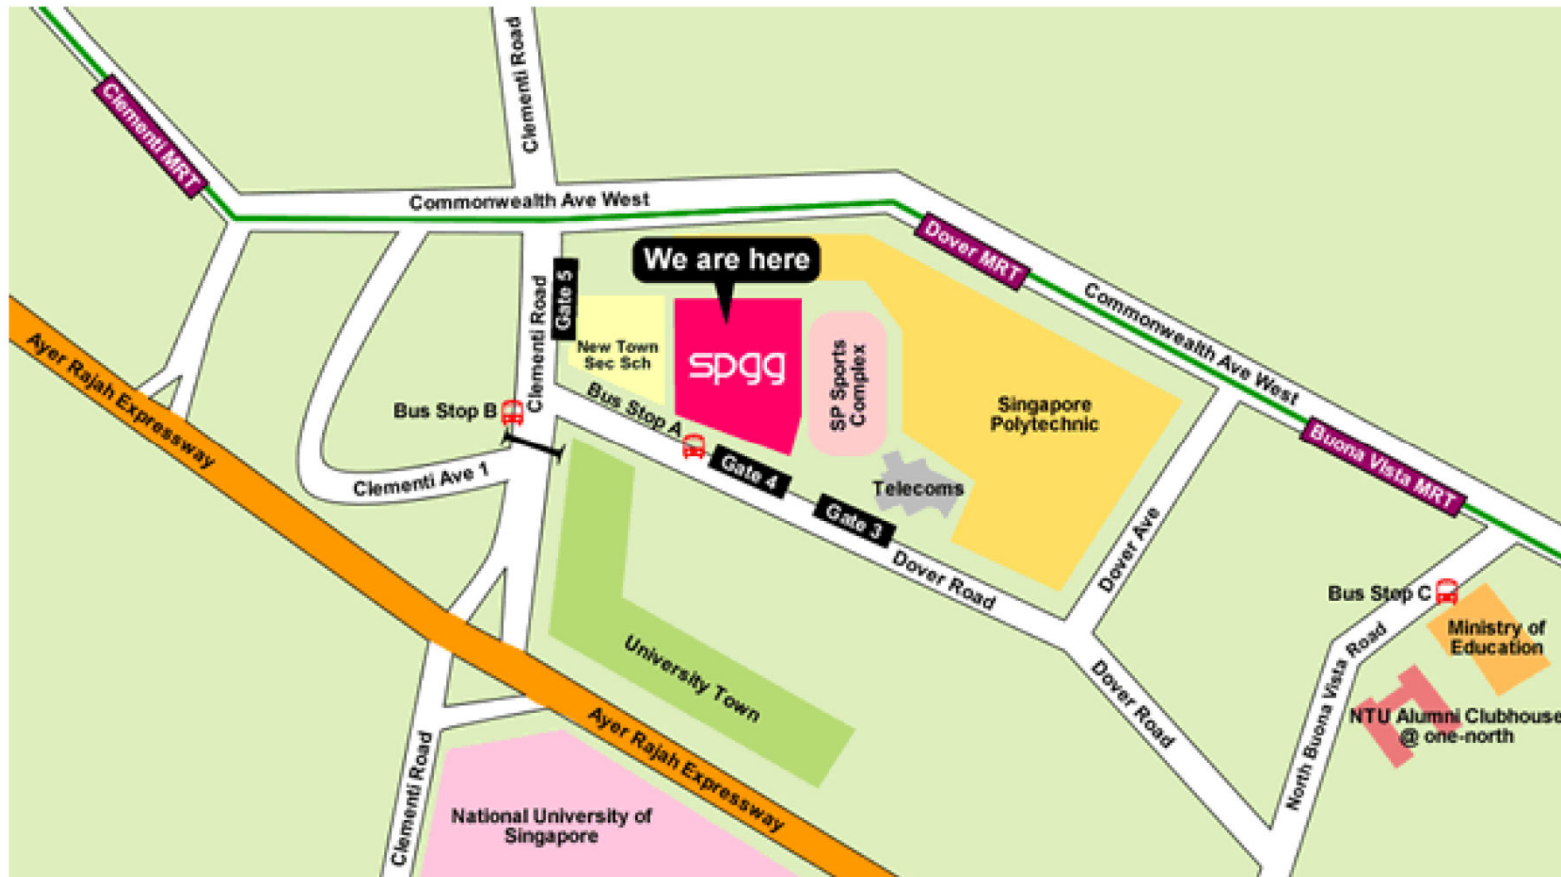 Clementi Road
Clementi MRT
Commonwealth Ave West
Dover MRT
We are here
Commonwealth Ave West
Gate 5
Clementi Road
New Town
Sec Sch
spgg
SP Sports
Complex
Singapore
Polytechnic
Ayer Rajah Expressway
Bus Stop B
Bus Stop A
Buona Vista MRT
Clementi Ave 1
Gate 4
Telecoms
Gate 3
Dover Road
Dover Ave
Bus Stop C
Ministry of
Education
North Buona Vista Road
University Town
Dover Road
NTU Alumni Clubhouse
@ one-north
Ayer Rajah Expressway
Clementi Road
National University of
Singapore